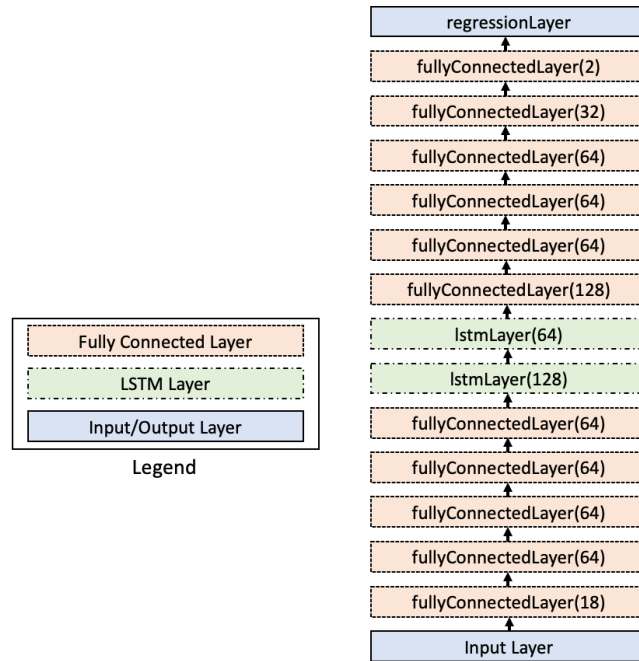 regressionLayer
fullyConnectedLayer(2)
fullyConnectedLayer(32)
fullyConnectedLayer(64)
fullyConnectedLayer(64)
fullyConnectedLayer(64)
fullyConnectedLayer(128)
lstmLayer(64)
lstmLayer(128)
fullyConnectedLayer(64)
fullyConnectedLayer(64)
fullyConnectedLayer(64)
fullyConnectedLayer(64)
fullyConnectedLayer(18)
Input Layer
Fully Connected Layer
LSTM Layer
Input/Output Layer
Legend